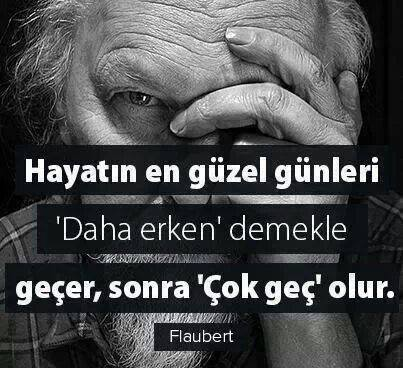 Hayatın en güzel günleri
'Daha erken' demekle
geçer, sonra 'Çok geç' olur.
Flaubert